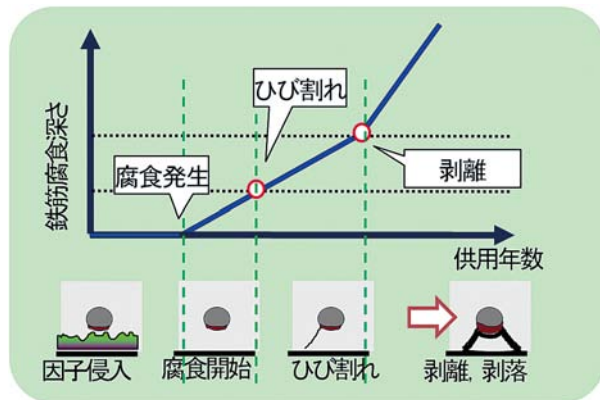 鉄筋腐食深さ
ひび割れ
腐食発生
剥離
供用年数
因子侵入
腐食開始
ひび割れ
剥離, 剥落